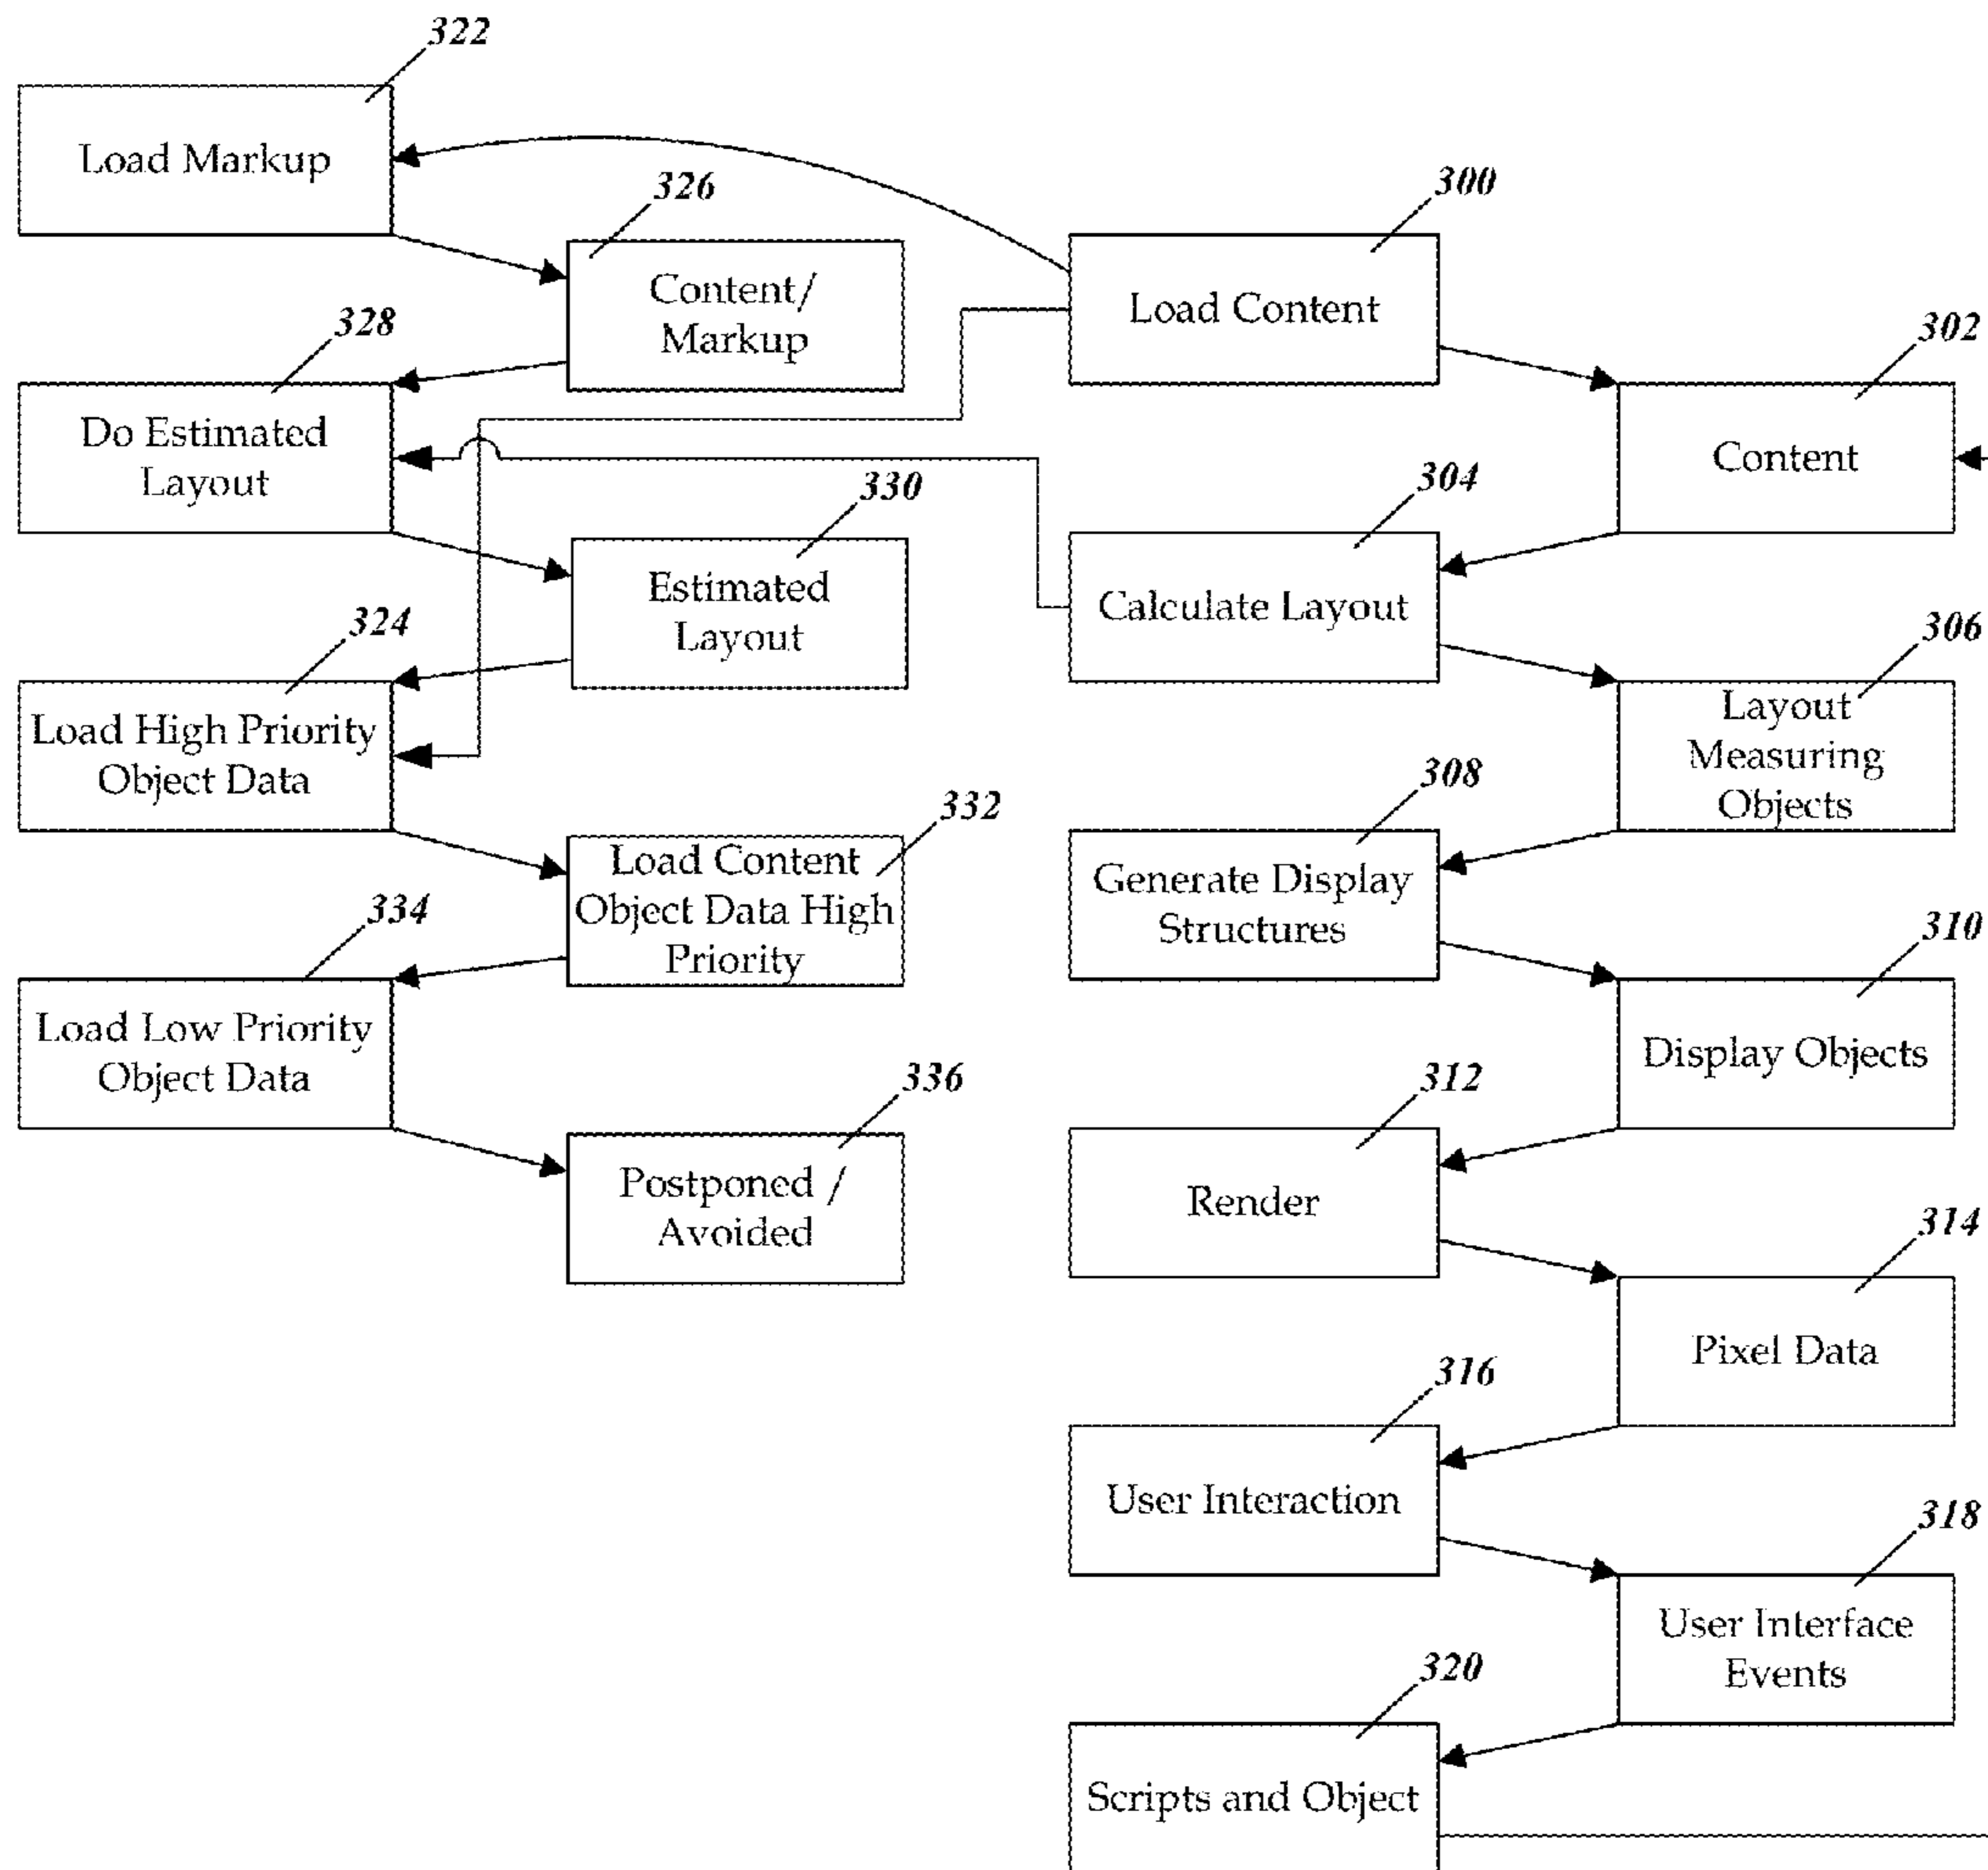 322
Load Markup
326
Content/
Markup
328
Do Estimated
Layout
330
Estimated
Layout
324
Load High Priority
Object Data
332
Load Content
Object Data High
Priority
334
Load Low Priority
Object Data
336
Postponed /
Avoided
300
Load Content
302
Content
304
Calculate Layout
306
Layout
Measuring
Objects
308
Generate Display
Structures
310
Display Objects
312
Render
314
Pixel Data
316
User Interaction
318
User Interface
Events
320
Scripts and Object